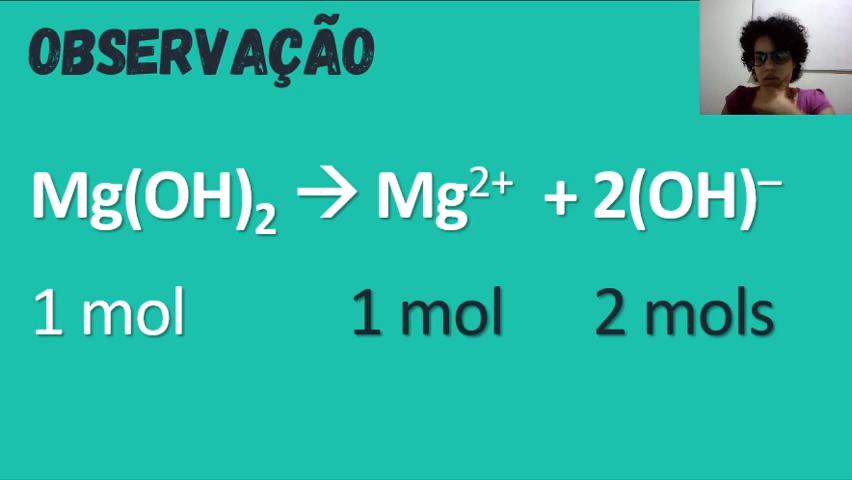 OBSERVAÇÃO
Mg(OH)₂ → Mg²⁺ + 2(OH)⁻
1 mol 1 mol 2 mols